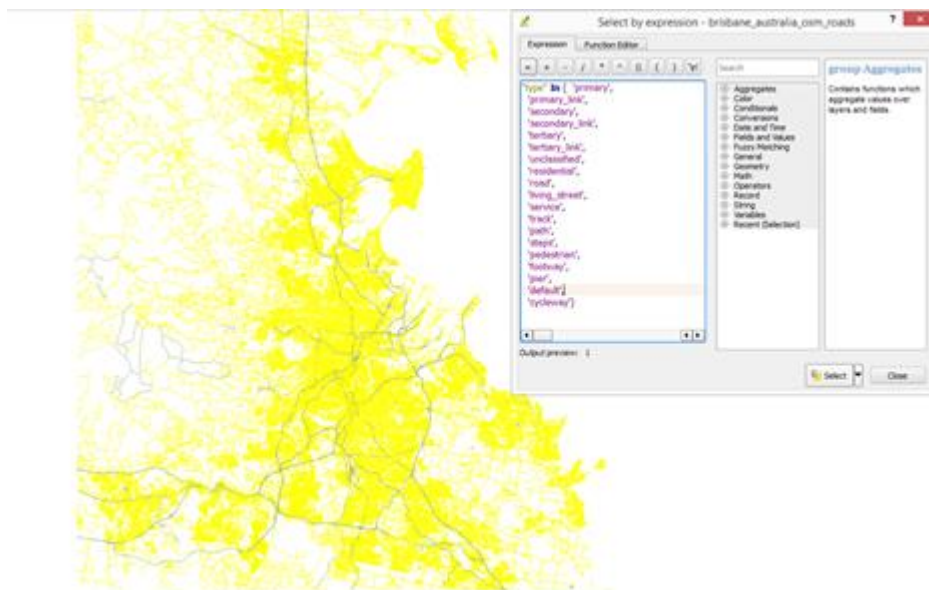 Select by expression - brisbane_australia_osm_roads
?
Expression
Function Editor
= + - / * ^ || ( ) '\n'
Search
group Aggregates
Contains functions which
aggregate values over
layers and fields.
"type" In ( 'primary',
'primary_link',
'secondary',
'secondary_link',
'tertiary',
'tertiary_link',
'unclassified',
'residential',
'road',
'living_street',
'service',
'track',
'path',
'steps',
'pedestrian',
'footway',
'pier',
'default',
'cycleway')
Aggregates
Color
Conditionals
Conversions
Date and Time
Fields and Values
Fuzzy Matching
General
Geometry
Math
Operators
Record
String
Variables
Recent (Selection)
Output preview: 1
Select
Close